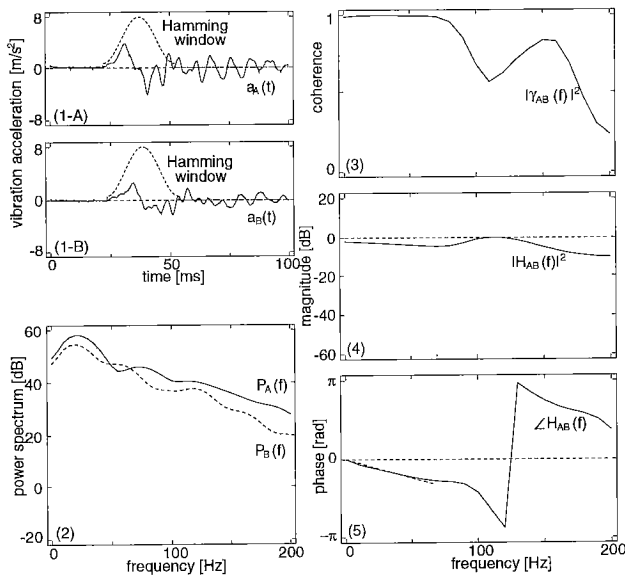 vibration acceleration [m/s²]
8
0
-8
Hamming
window
a_A(t)
(1-A)
8
0
-8
Hamming
window
a_B(t)
(1-B)
0
50
100
time [ms]
power spectrum [dB]
60
40
20
0
-20
P_A(f)
P_B(f)
(2)
0
100
200
frequency [Hz]
coherence
1
0
|γ_AB(f)|²
(3)
magnitude [dB]
20
0
-20
-40
-60
|H_AB(f)|²
(4)
phase [rad]
π
0
-π
∠H_AB(f)
(5)
0
100
200
frequency [Hz]